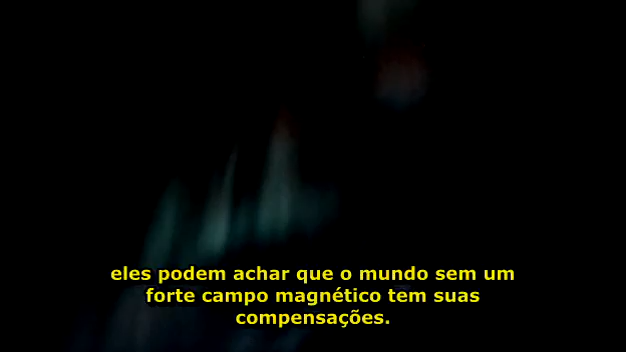 eles podem achar que o mundo sem um
forte campo magnético tem suas
compensações.